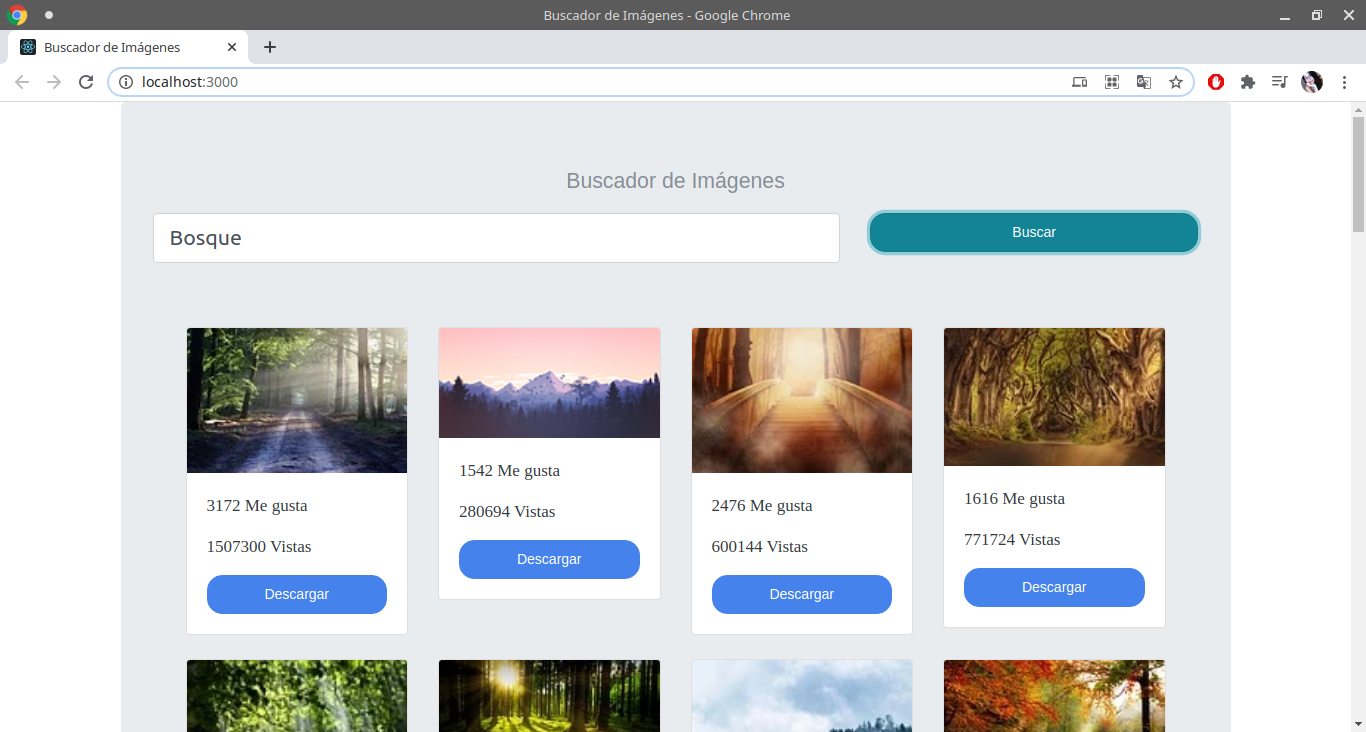 Buscador de Imágenes - Google Chrome
Buscador de Imágenes
localhost:3000
Buscador de Imágenes
Bosque
Buscar
3172 Me gusta
1507300 Vistas
Descargar
1542 Me gusta
280694 Vistas
Descargar
2476 Me gusta
600144 Vistas
Descargar
1616 Me gusta
771724 Vistas
Descargar